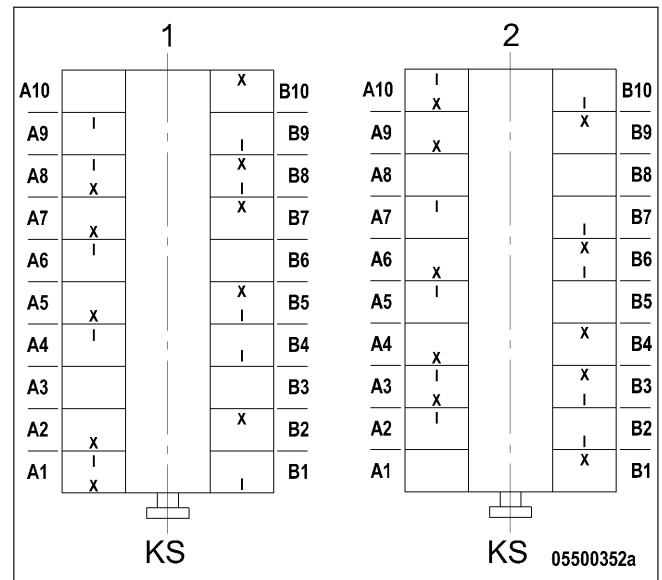 1 2
X I
A10 B10 A10 B10
X I
I X
A9 B9 A9 B9
I X
I X
A8 B8 A8 B8
X I
X I
A7 B7 A7 B7
X I
I X
A6 B6 A6 B6
X I
X I
A5 B5 A5 B5
X I
I X
A4 B4 A4 B4
I X
I X
A3 B3 A3 B3
X I
X I
A2 B2 A2 B2
X I
I X
A1 B1 A1 B1
X I
KS KS 05500352a